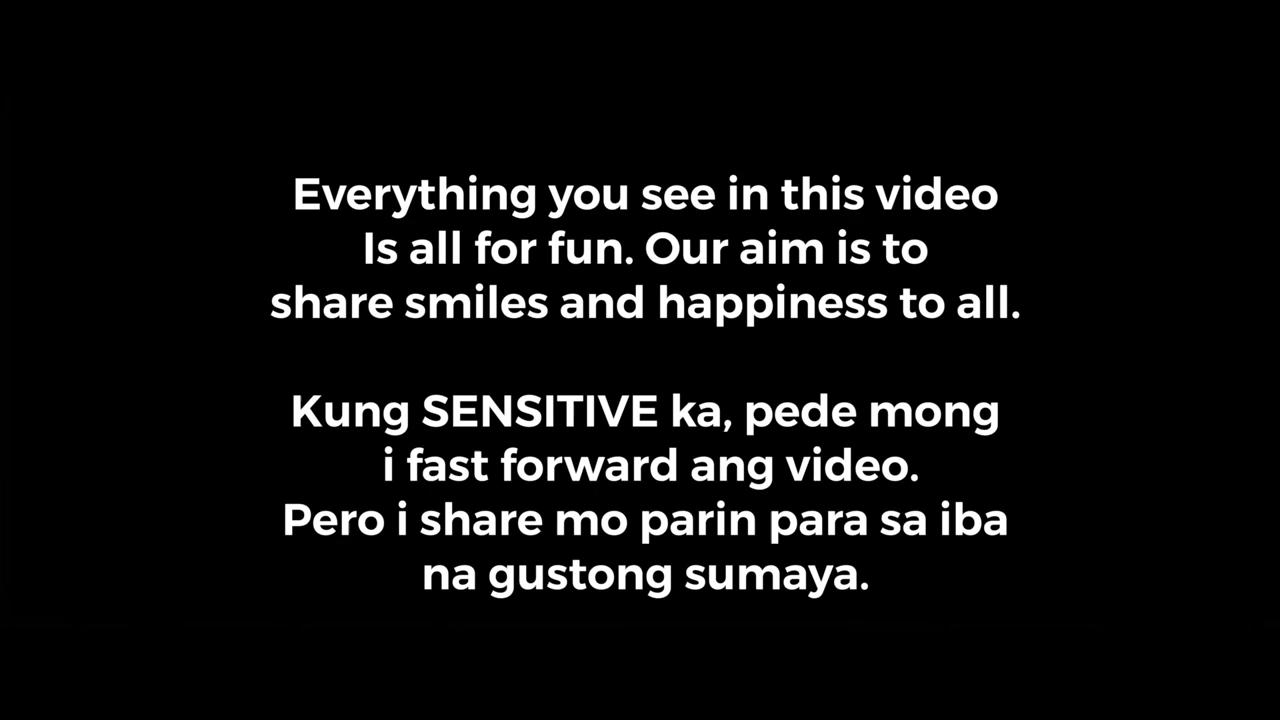 Everything you see in this video
Is all for fun. Our aim is to
share smiles and happiness to all.
Kung SENSITIVE ka, pede mong
i fast forward ang video.
Pero i share mo parin para sa iba
na gustong sumaya.